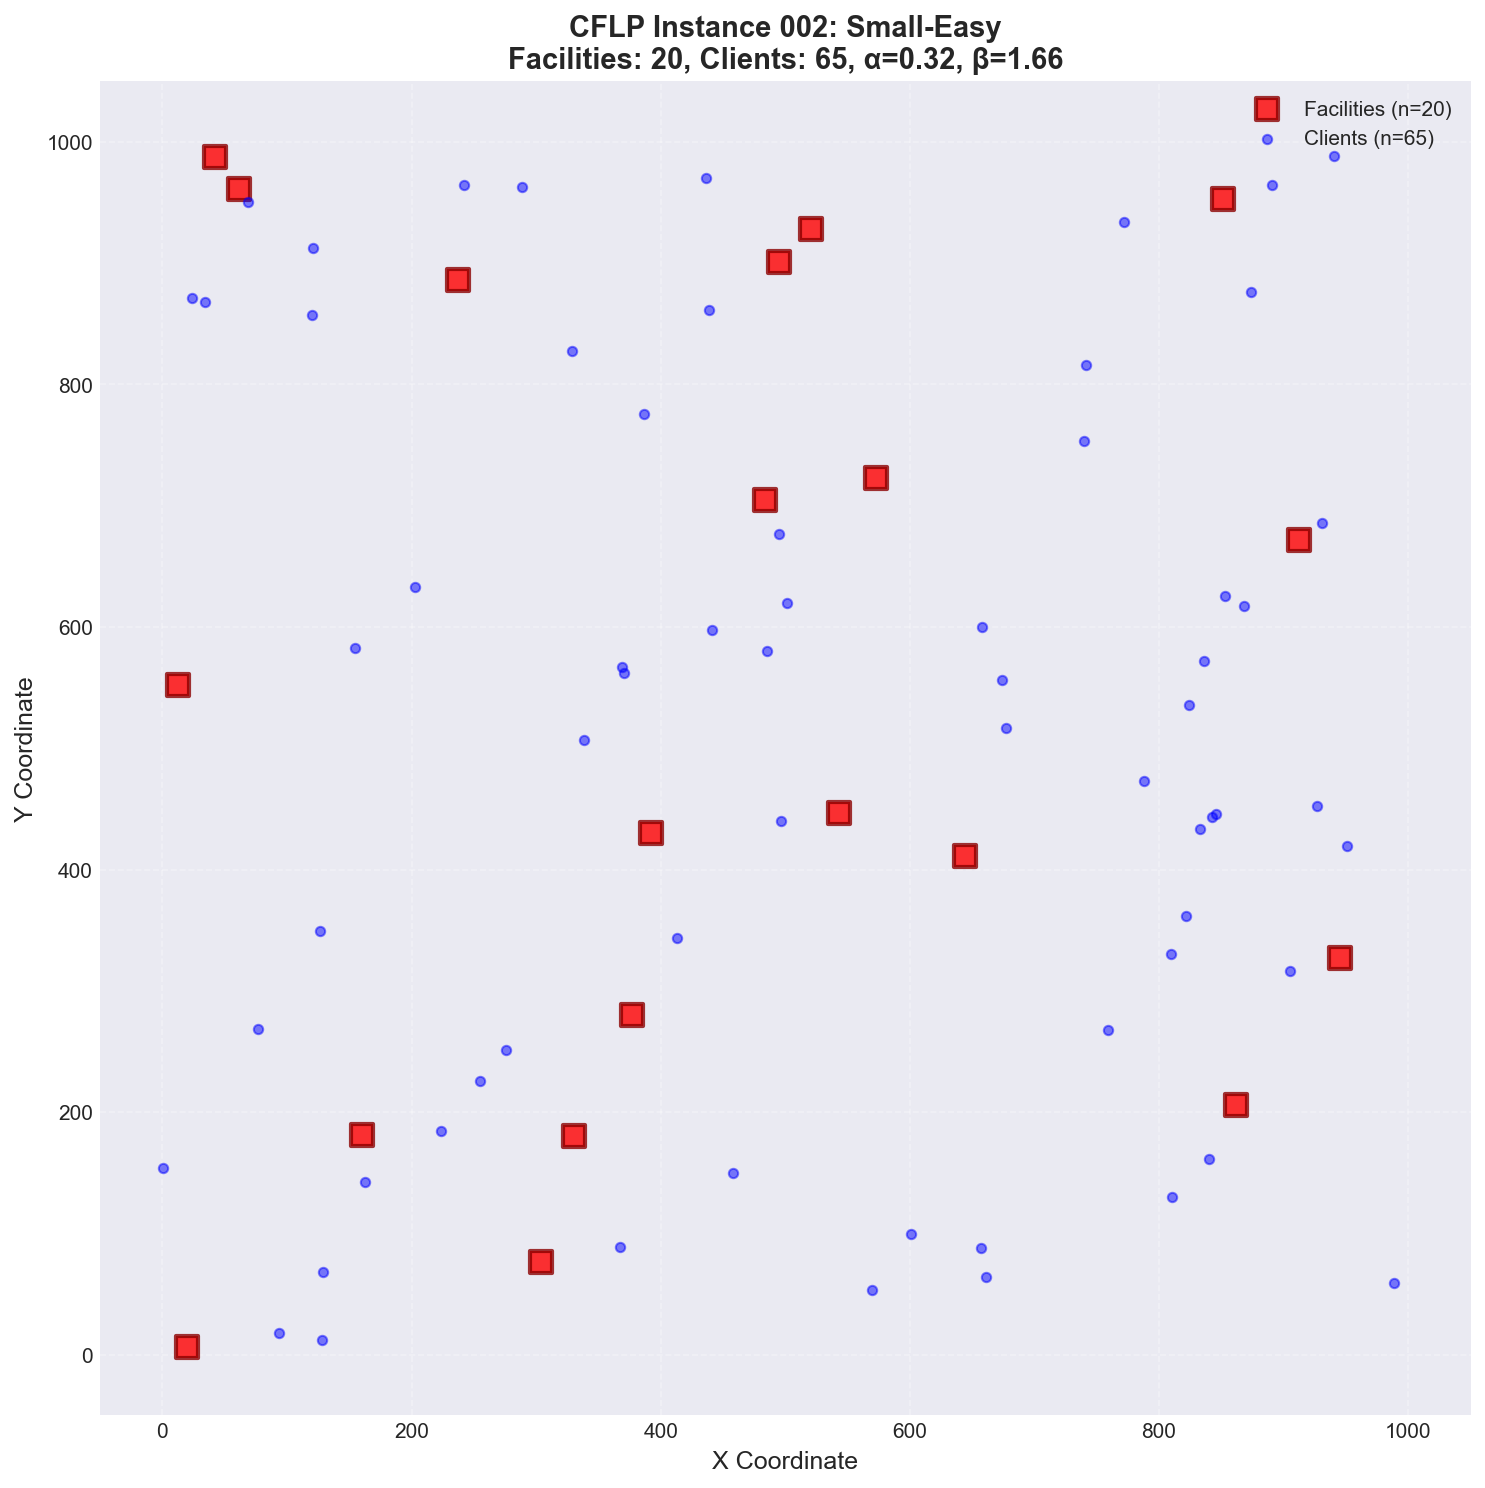 CFLP Instance 002: Small-Easy
Facilities: 20, Clients: 65, α=0.32, β=1.66
Facilities (n=20)
Clients (n=65)
1000
800
600
400
200
0
Y Coordinate
0 200 400 600 800 1000
X Coordinate